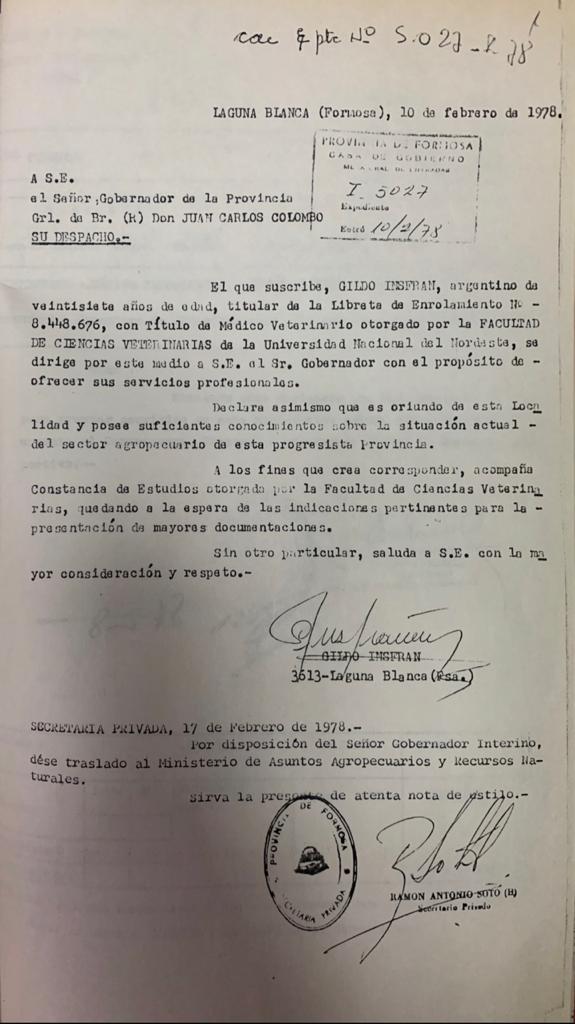 S.027-R 78
LAGUNA BLANCA (Formosa), 10 de febrero de 1978.
PROVINCIA DE FORMOSA
CASA DE GOBIERNO
MESA GRAL DE ENTRADAS
I 5027
Expediente
Entró 10/2/78
A S.E.
el Señor Gobernador de la Provincia
Grl. de Br. (R) Don JUAN CARLOS COLOMBO
SU DESPACHO.-
El que suscribe, GILDO INSFRAN, argentino de
veintisiete años de edad, titular de la Libreta de Enrolamiento Nº -
8.448.676, con Título de Médico Veterinario otorgado por la FACULTAD
DE CIENCIAS VETERINARIAS de la Universidad Nacional del Nordeste, se
dirige por este medio a S.E. el Sr. Gobernador con el propósito de -
ofrecer sus servicios profesionales.
Declara asimismo que es oriundo de esta Loca
lidad y posee suficientes conocimientos sobre la situación actual -
del sector agropecuario de esta progresista Provincia.
A los fines que crea corresponder, acompaña
Constancia de Estudios otorgada por la Facultad de Ciencias Veterina
rias, quedando a la espera de las indicaciones pertinentes para la -
presentación de mayores documentaciones.
Sin otro particular, saluda a S.E. con la ma
yor consideración y respeto.-
GILDO INSFRAN
3613-Laguna Blanca (Fsa.)
SECRETARIA PRIVADA, 17 de Febrero de 1978.-
Por disposición del Señor Gobernador Interino,
dése traslado al Ministerio de Asuntos Agropecuarios y Recursos Na-
turales.
Sirva la presente de atenta nota de estilo.-
PROVINCIA DE FORMOSA
SECRETARIA PRIVADA
RAMON ANTONIO SOTO (H)
Secretario Privado